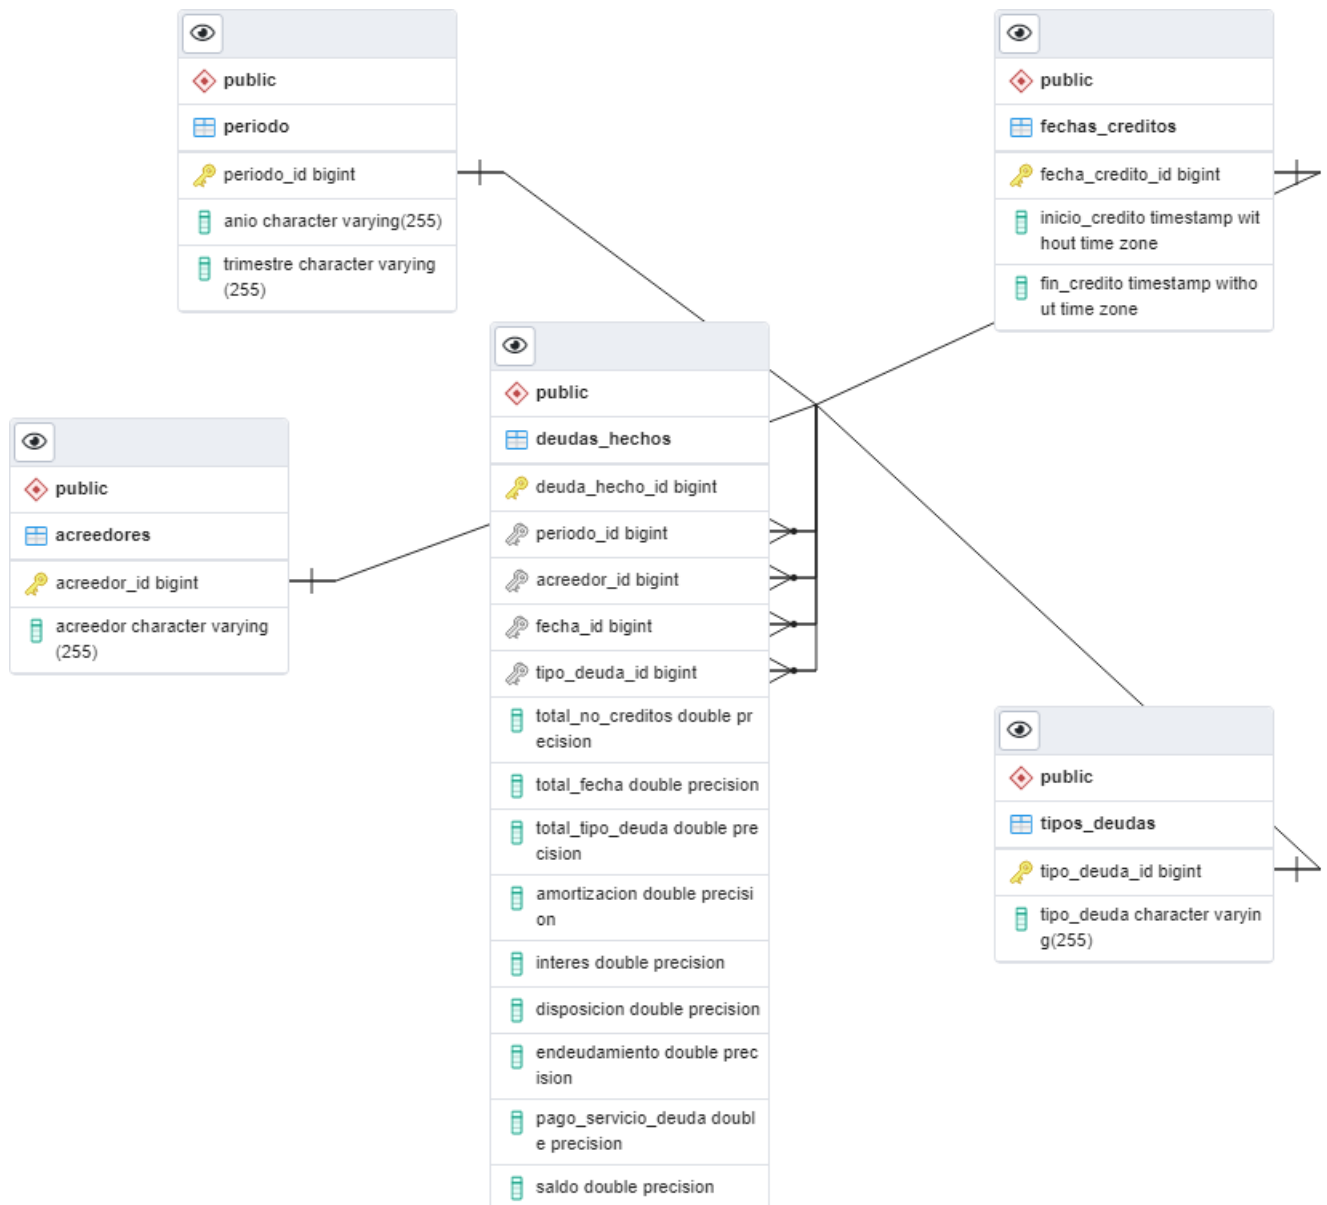 public
periodo
periodo_id bigint
anio character varying(255)
trimestre character varying
(255)
public
fechas_creditos
fecha_credito_id bigint
inicio_credito timestamp wit
hout time zone
fin_credito timestamp witho
ut time zone
public
acreedores
acreedor_id bigint
acreedor character varying
(255)
public
deudas_hechos
deuda_hecho_id bigint
periodo_id bigint
acreedor_id bigint
fecha_id bigint
tipo_deuda_id bigint
total_no_creditos double pr
ecision
total_fecha double precision
total_tipo_deuda double pre
cision
amortizacion double precisi
on
interes double precision
disposicion double precision
endeudamiento double prec
ision
pago_servicio_deuda doubl
e precision
saldo double precision
public
tipos_deudas
tipo_deuda_id bigint
tipo_deuda character varyin
g(255)